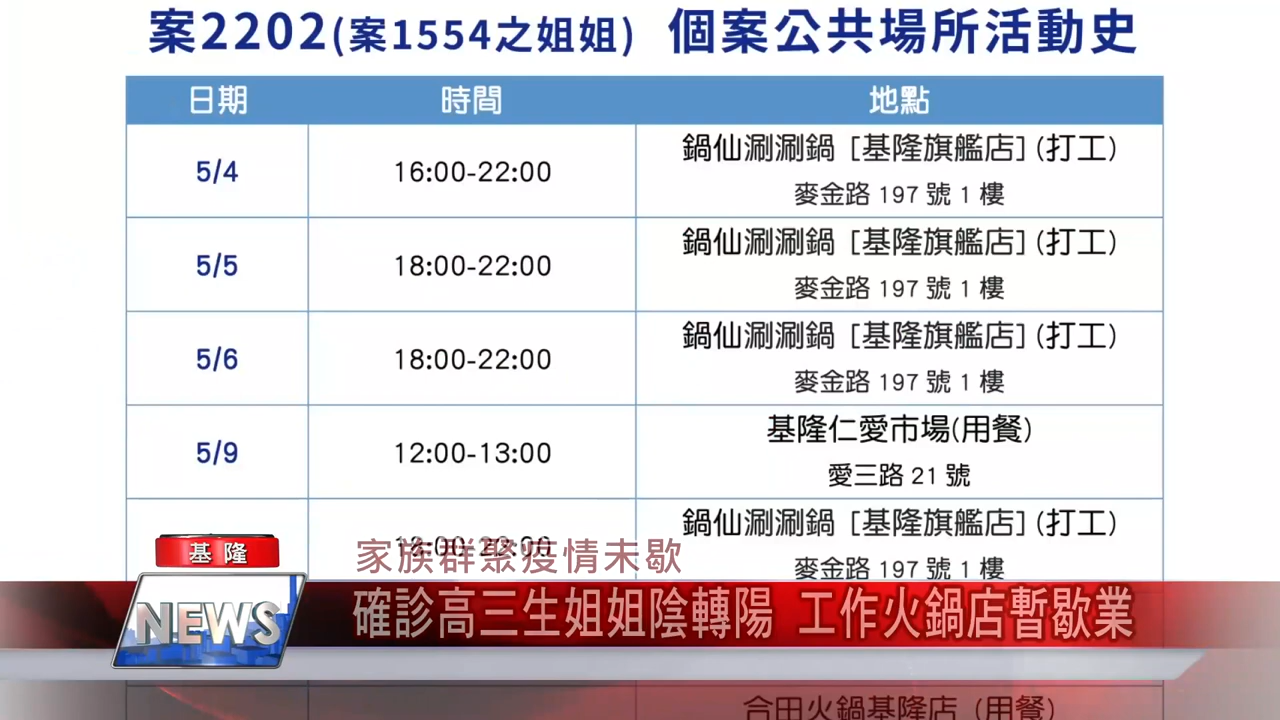 案2202(案1554之姐姐) 個案公共場所活動史
日期 時間 地點
5/4 16:00-22:00 鍋仙涮涮鍋 [基隆旗艦店] (打工)
麥金路 197 號 1 樓
5/5 18:00-22:00 鍋仙涮涮鍋 [基隆旗艦店] (打工)
麥金路 197 號 1 樓
5/6 18:00-22:00 鍋仙涮涮鍋 [基隆旗艦店] (打工)
麥金路 197 號 1 樓
5/9 12:00-13:00 基隆仁愛市場(用餐)
愛三路 21 號
鍋仙涮涮鍋 [基隆旗艦店] (打工)
麥金路 197 號 1 樓
基隆
家族群聚疫情未歇
NEWS
確診高三生姐姐陰轉陽 工作火鍋店暫歇業
合田火鍋基隆店 (用餐)